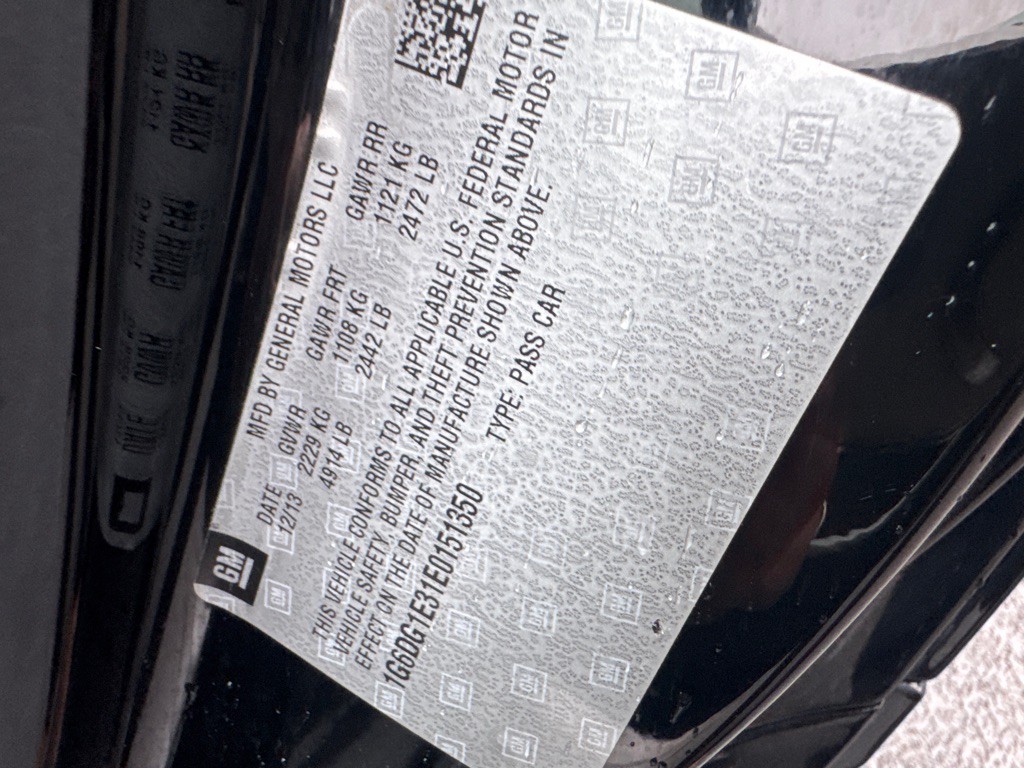 GM
MFD BY GENERAL MOTORS LLC
DATE GVWR GAWR FRT GAWR RR
12/13 2229 KG 1108 KG 1121 KG
4914 LB 2442 LB 2472 LB
THIS VEHICLE CONFORMS TO ALL APPLICABLE U.S. FEDERAL MOTOR
VEHICLE SAFETY, BUMPER, AND THEFT PREVENTION STANDARDS IN
EFFECT ON THE DATE OF MANUFACTURE SHOWN ABOVE.
1G6DG1E31E0151350 TYPE: PASS CAR